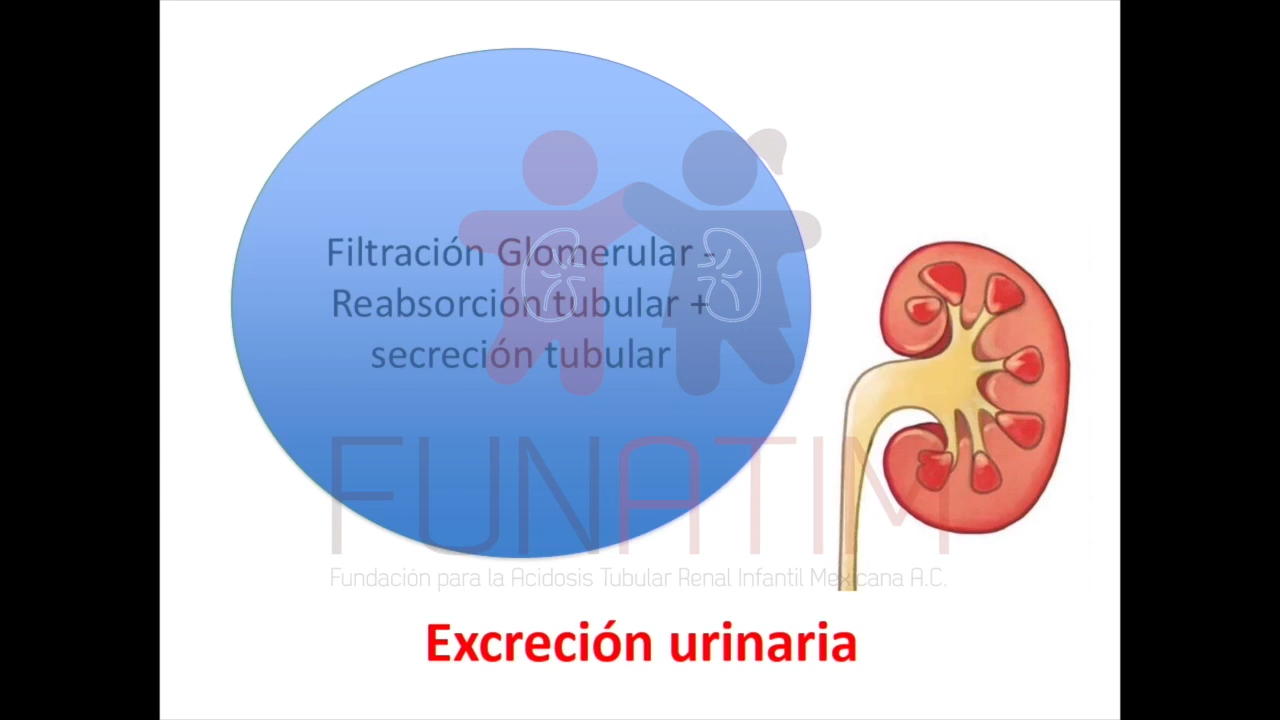 Filtración Glomerular -
Reabsorción tubular +
secreción tubular
FUNATIM
Fundación para la Acidosis Tubular Renal Infantil Mexicana A.C.
Excreción urinaria